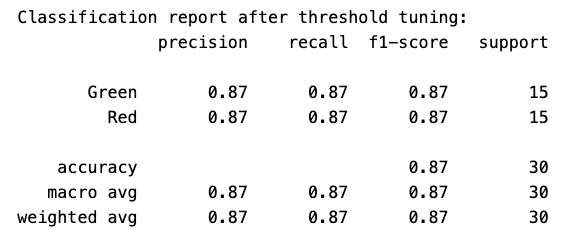 Classification report after threshold tuning:
precision recall f1-score support
Green 0.87 0.87 0.87 15
Red 0.87 0.87 0.87 15
accuracy 0.87 30
macro avg 0.87 0.87 0.87 30
weighted avg 0.87 0.87 0.87 30